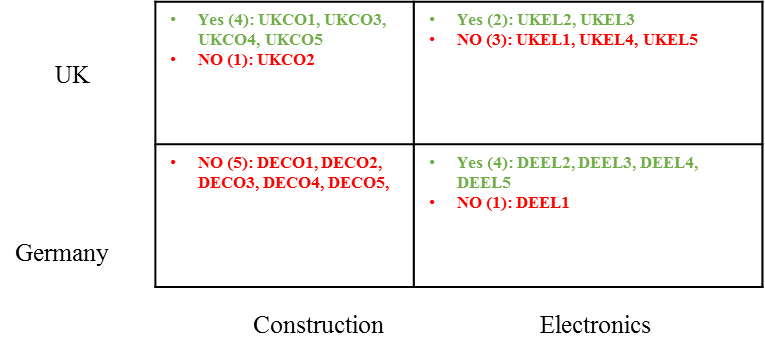 UK
• Yes (4): UKCO1, UKCO3,
UKCO4, UKCO5
• NO (1): UKCO2
• Yes (2): UKEL2, UKEL3
• NO (3): UKEL1, UKEL4, UKEL5
Germany
• NO (5): DECO1, DECO2,
DECO3, DECO4, DECO5,
• Yes (4): DEEL2, DEEL3, DEEL4,
DEEL5
• NO (1): DEEL1
Construction
Electronics